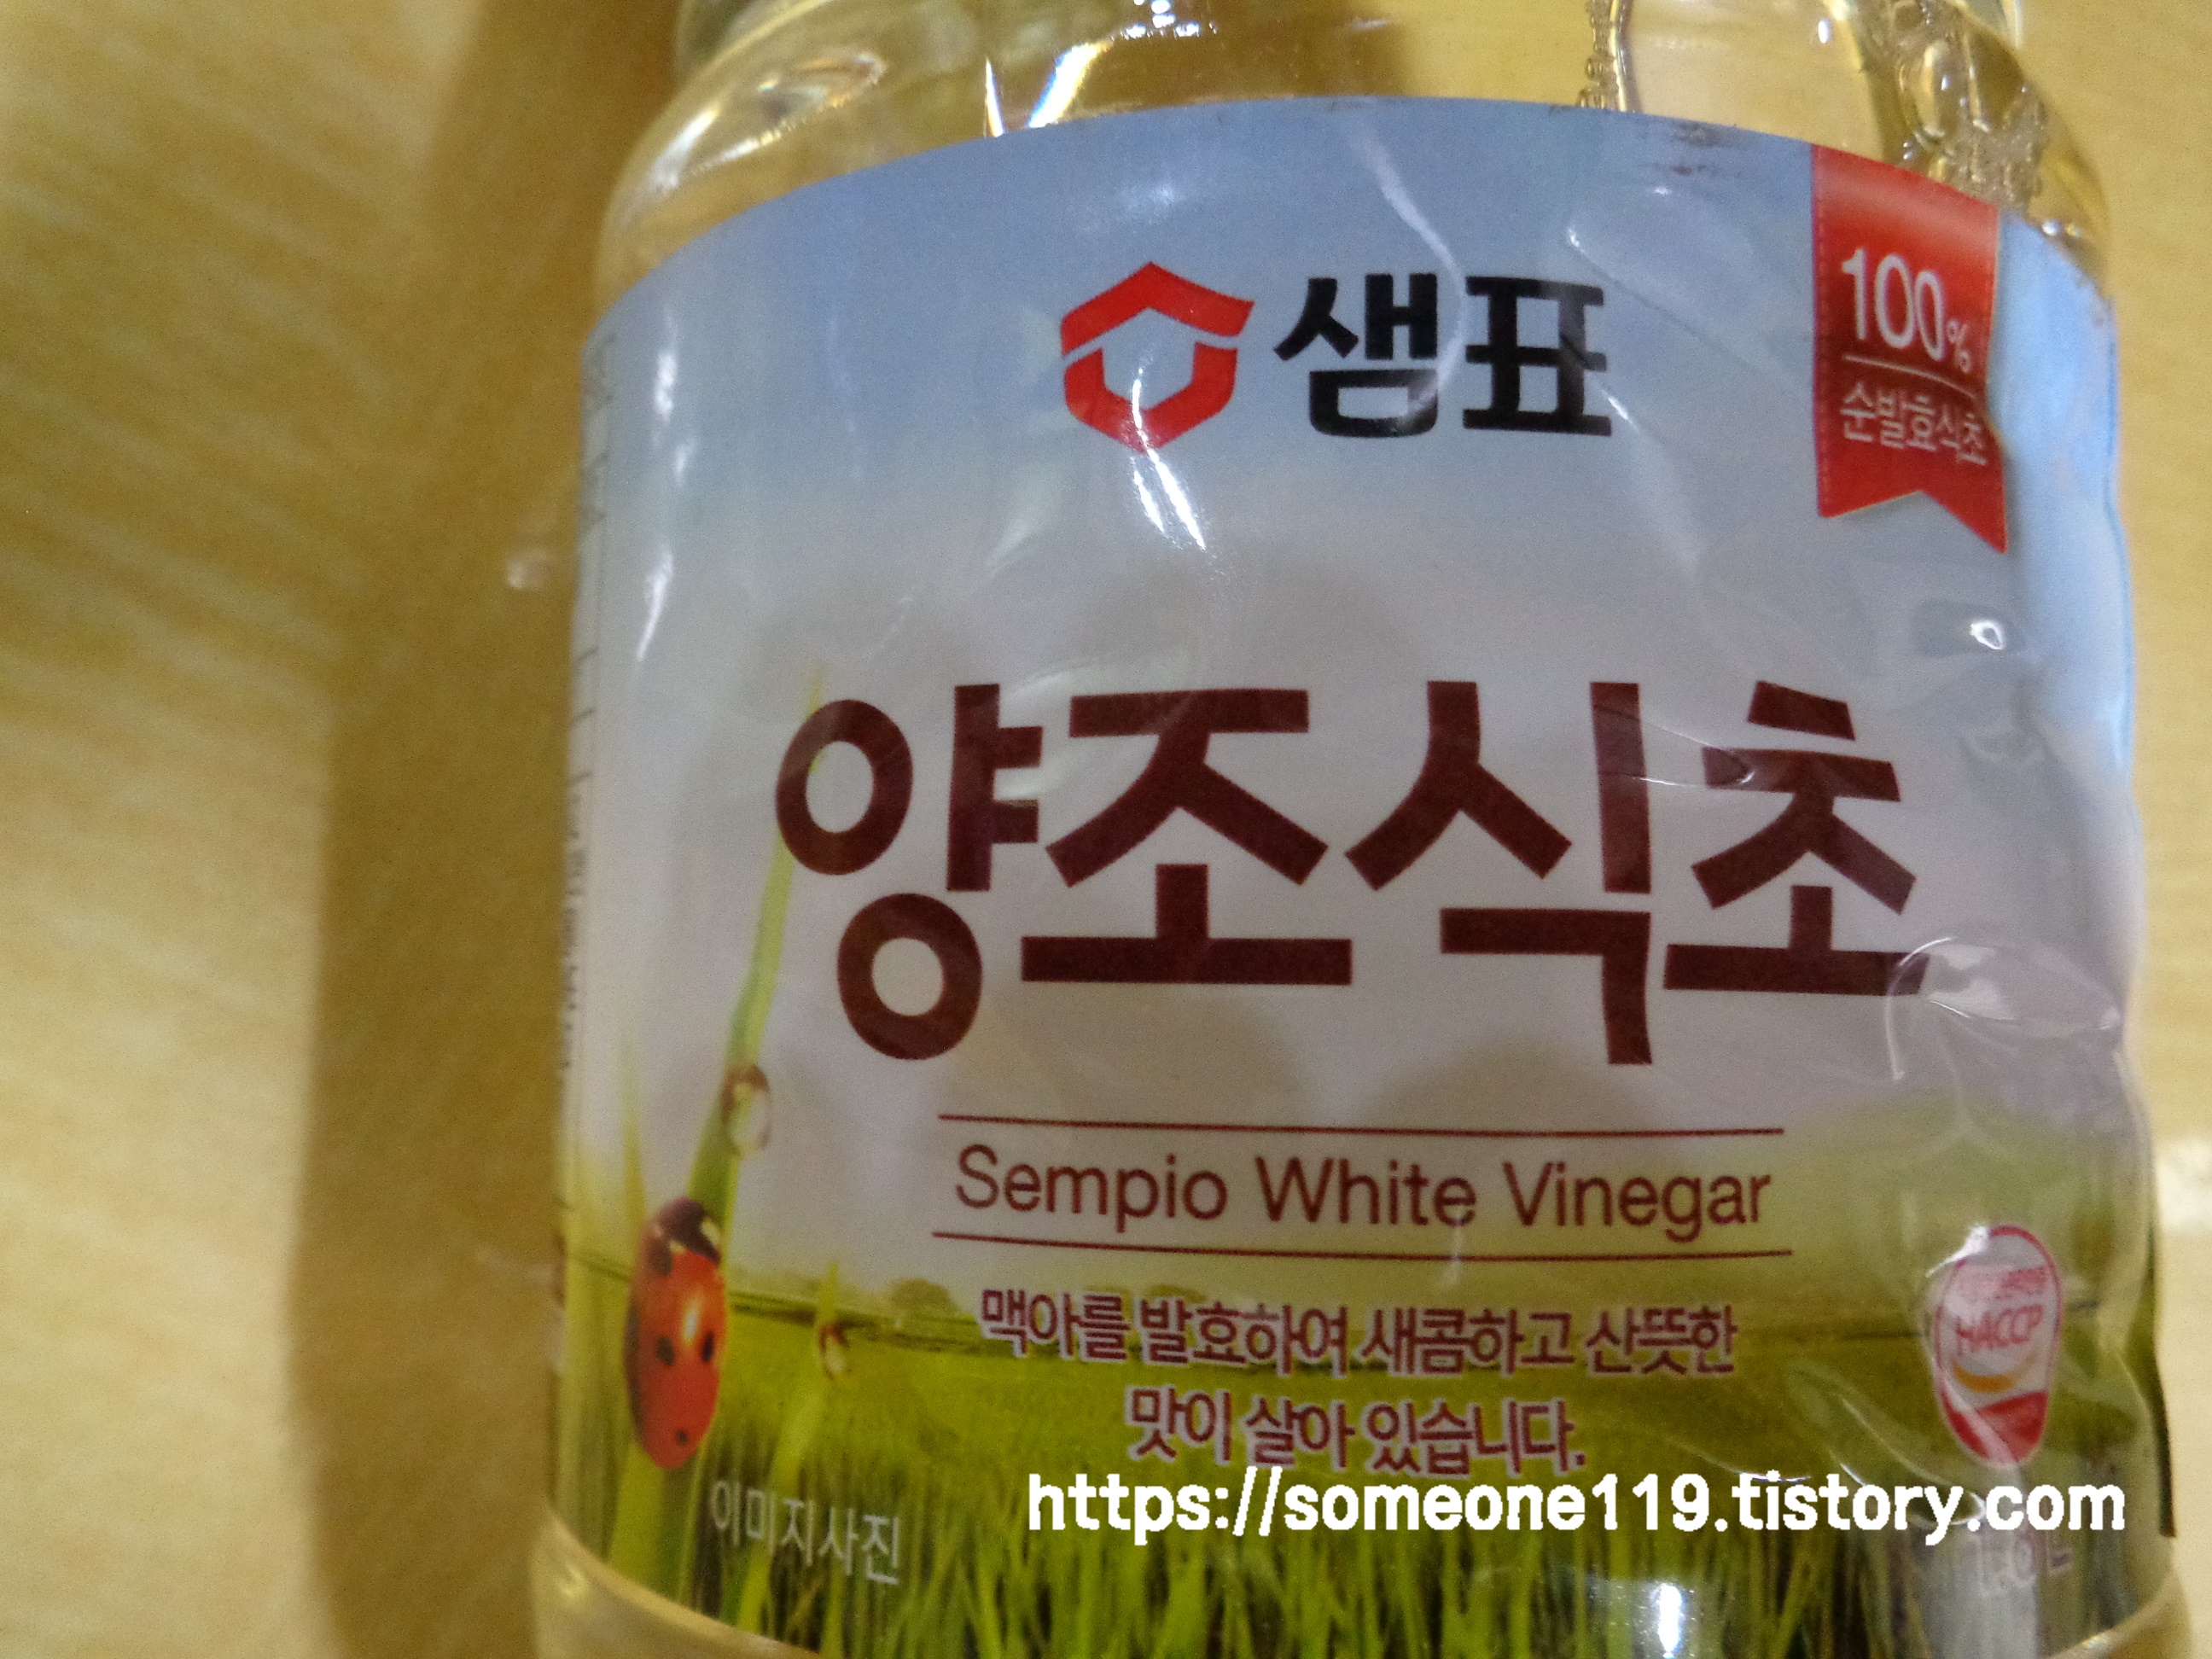 샘표
100%
순발효식초
양조식초
Sempio White Vinegar
맥아를 발효하여 새콤하고 산뜻한
맛이 살아 있습니다.
HACCP
이미지사진
https://someone119.tistory.com